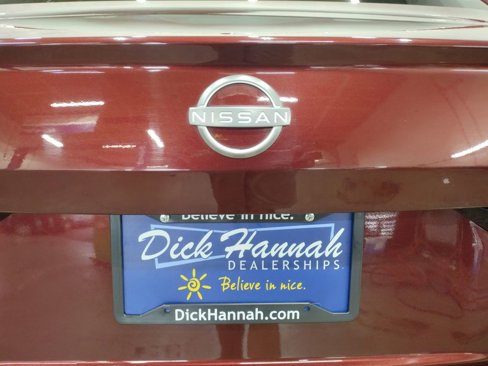 NISSAN
Believe in nice.
Dick Hannah
DEALERSHIPS
Believe in nice.
DickHannah.com